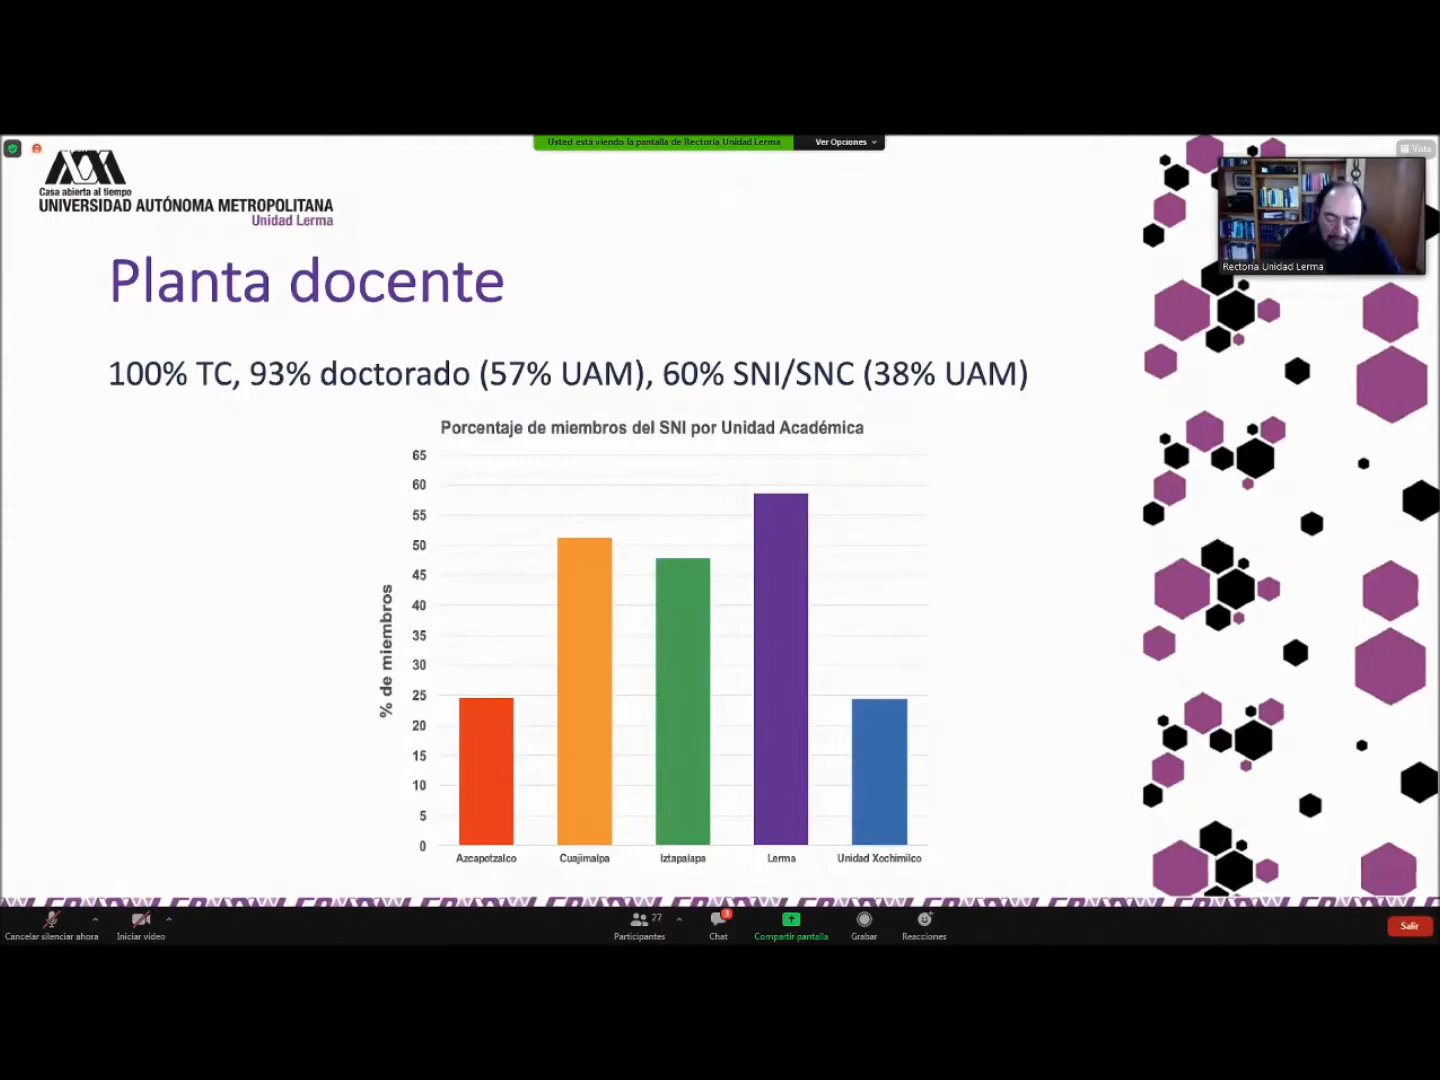 Usted está viendo la pantalla de Rectoría Unidad Lerma
Ver Opciones
Vista
Casa abierta al tiempo
UNIVERSIDAD AUTÓNOMA METROPOLITANA
Unidad Lerma
Rectoría Unidad Lerma
Planta docente
100% TC, 93% doctorado (57% UAM), 60% SNI/SNC (38% UAM)
Porcentaje de miembros del SNI por Unidad Académica
% de miembros
65
60
55
50
45
40
35
30
25
20
15
10
5
0
Azcapotzalco Cuajimalpa Iztapalapa Lerma Unidad Xochimilco
27
3
Cancelar silenciar ahora Iniciar video Participantes Chat Compartir pantalla Grabar Reacciones Salir